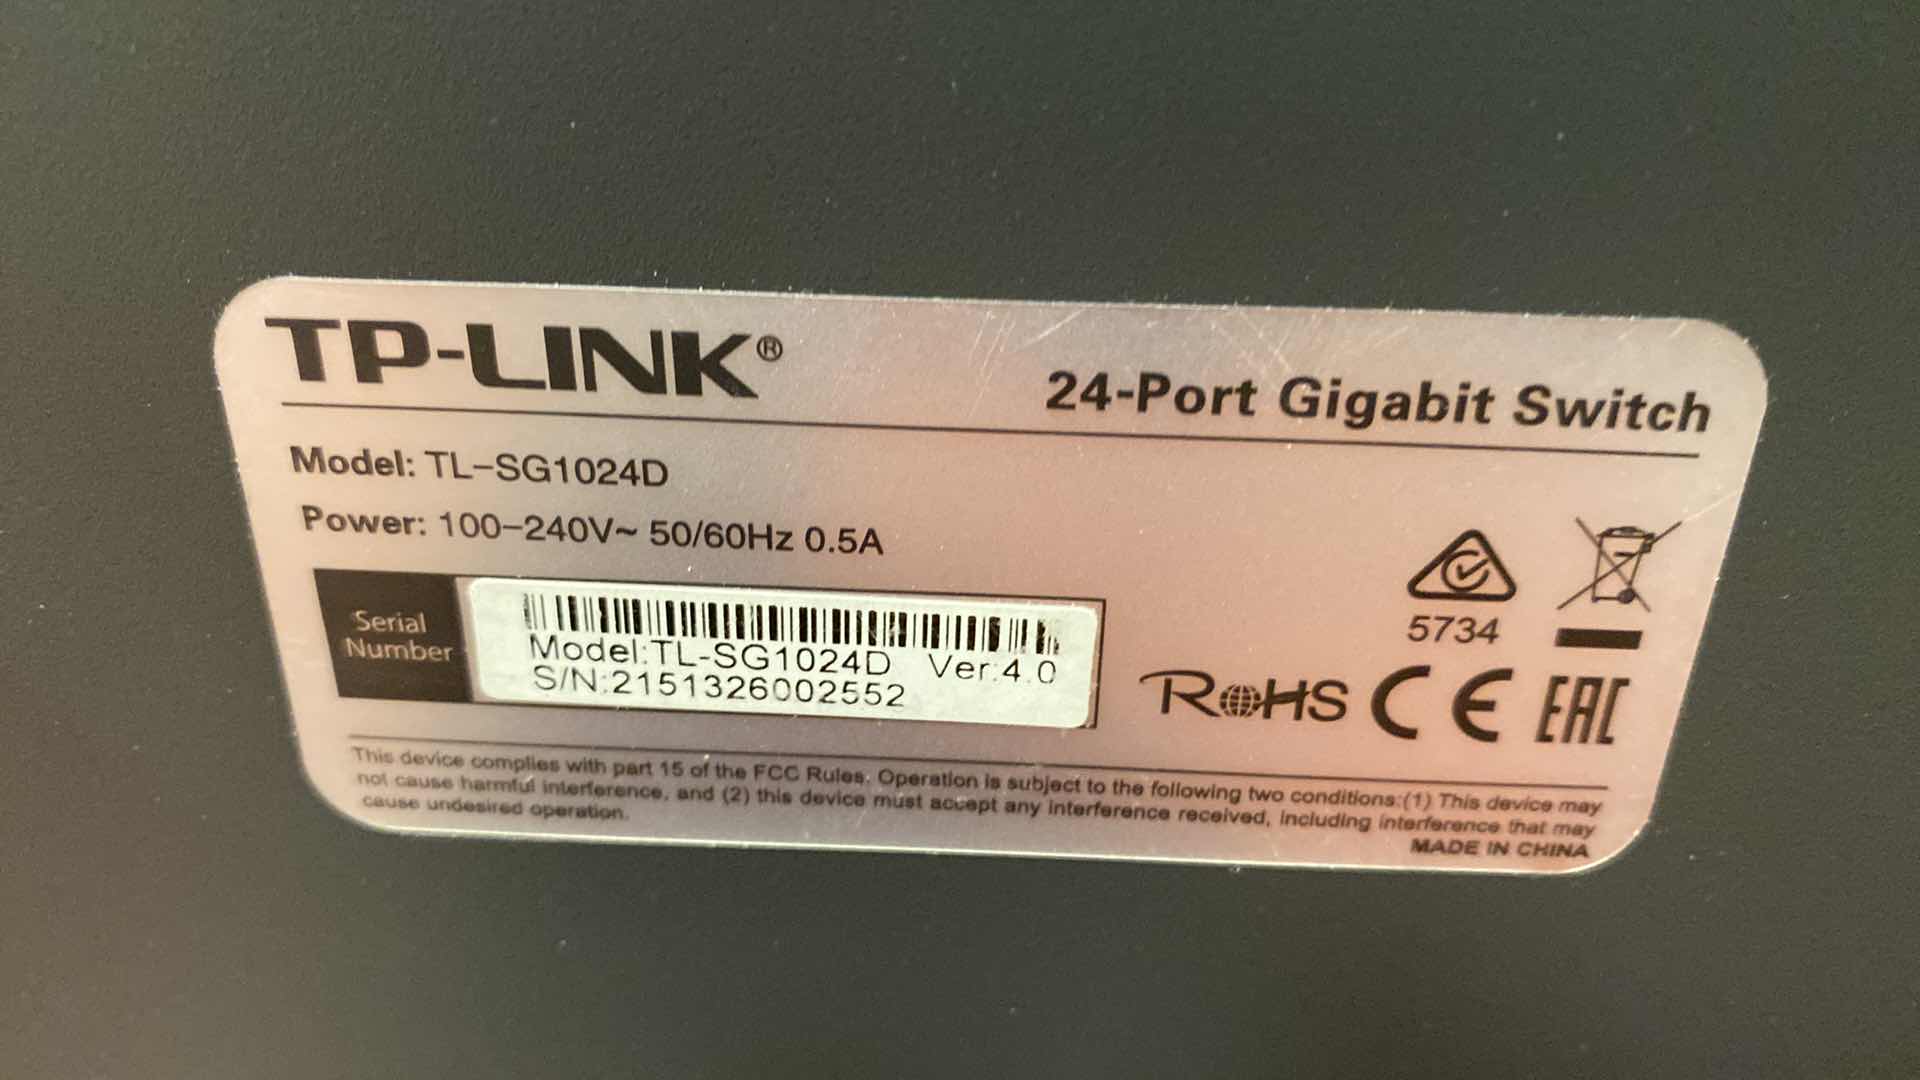 TP-LINK®
24-Port Gigabit Switch
Model: TL-SG1024D
Power: 100-240V~ 50/60Hz 0.5A
Serial
Number
Model:TL-SG1024D Ver:4.0
S/N:2151326002552
5734
RoHS CE EAC
This device complies with part 15 of the FCC Rules. Operation is subject to the following two conditions:(1) This device may
not cause harmful interference, and (2) this device must accept any interference received, including interference that may
cause undesired operation.
MADE IN CHINA